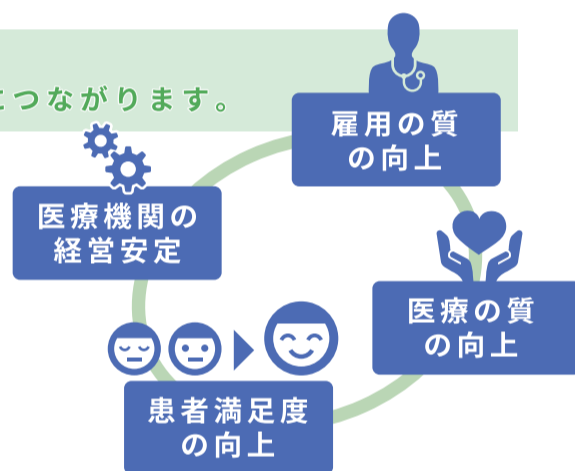 につながります。
雇用の質
の向上
医療機関の
経営安定
医療の質
の向上
患者満足度
の向上